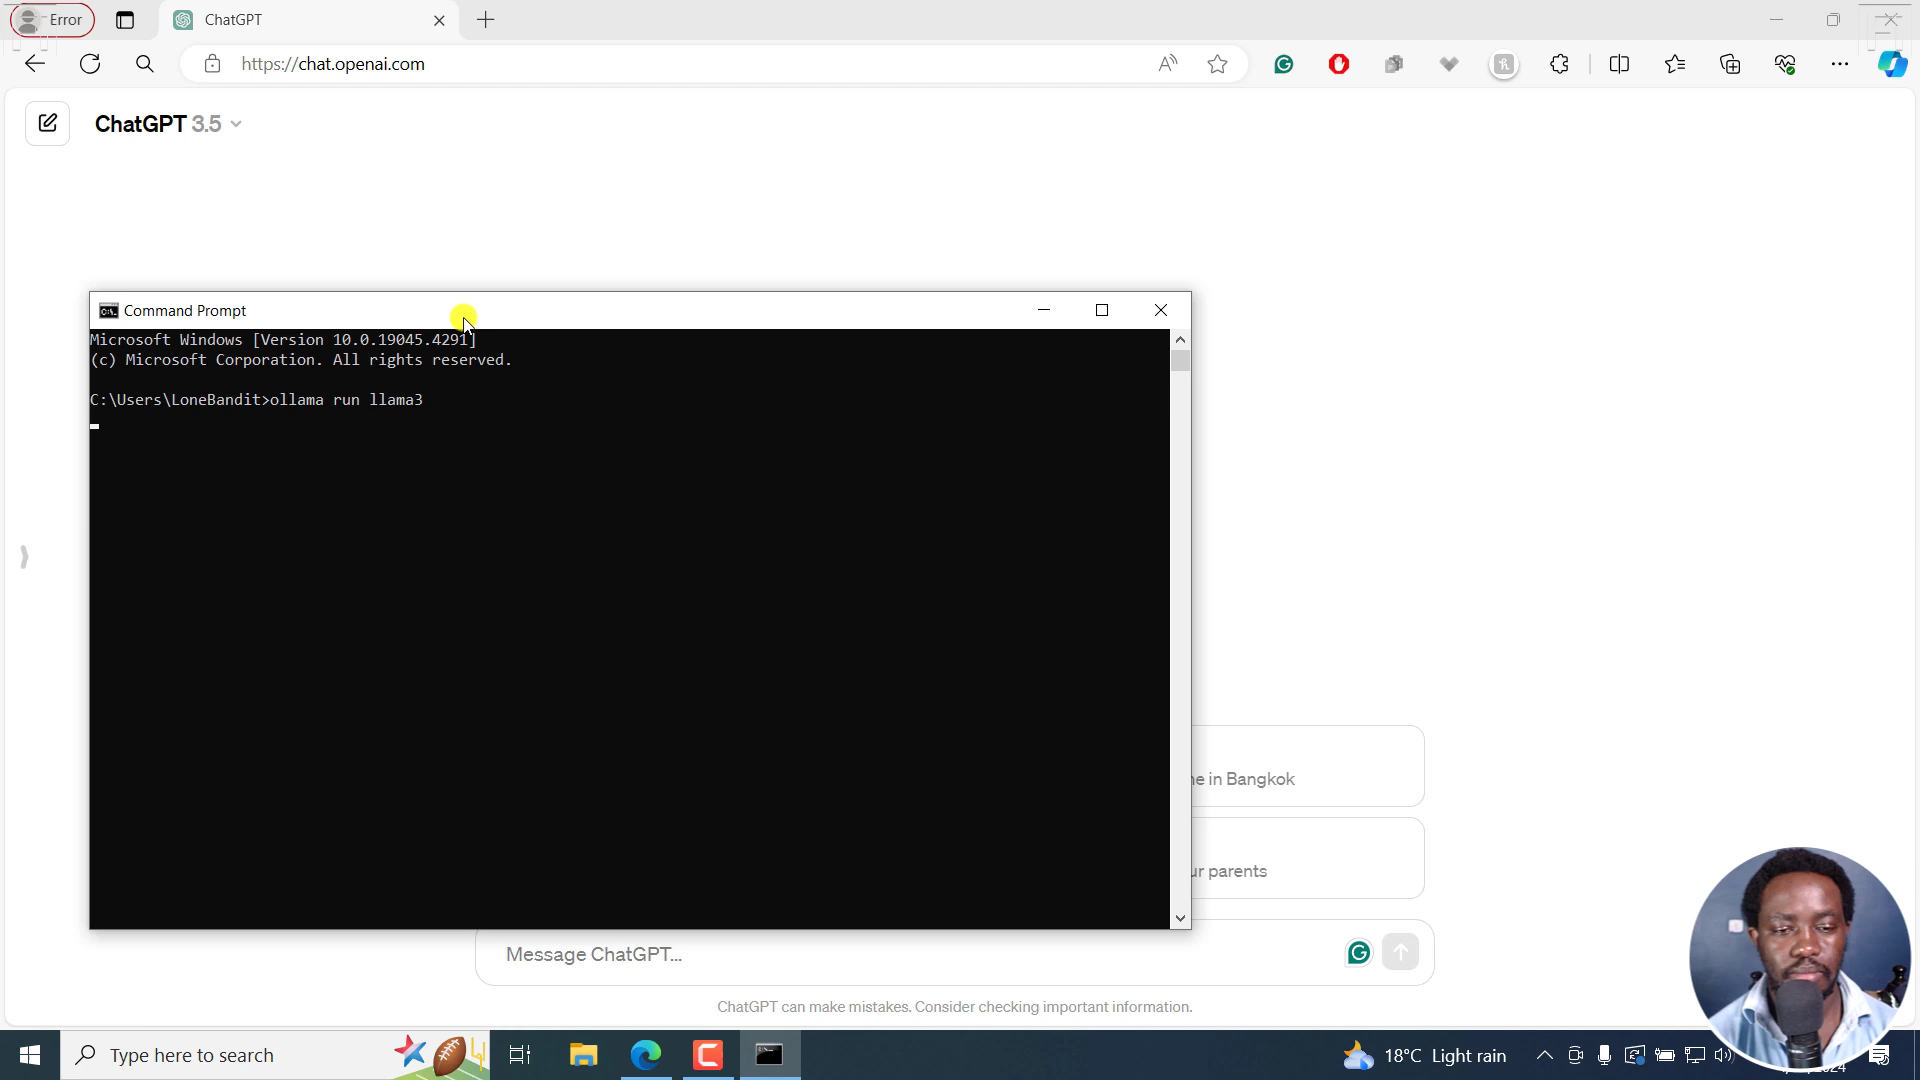 Error
ChatGPT
https://chat.openai.com
ChatGPT 3.5
Command Prompt
Microsoft Windows [Version 10.0.19045.4291]
(c) Microsoft Corporation. All rights reserved.
C:\Users\LoneBandit>ollama run llama3
in Bangkok
parents
Message ChatGPT...
ChatGPT can make mistakes. Consider checking important information.
Type here to search
18°C Light rain